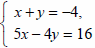 x + y = −4,
5x − 4y = 16